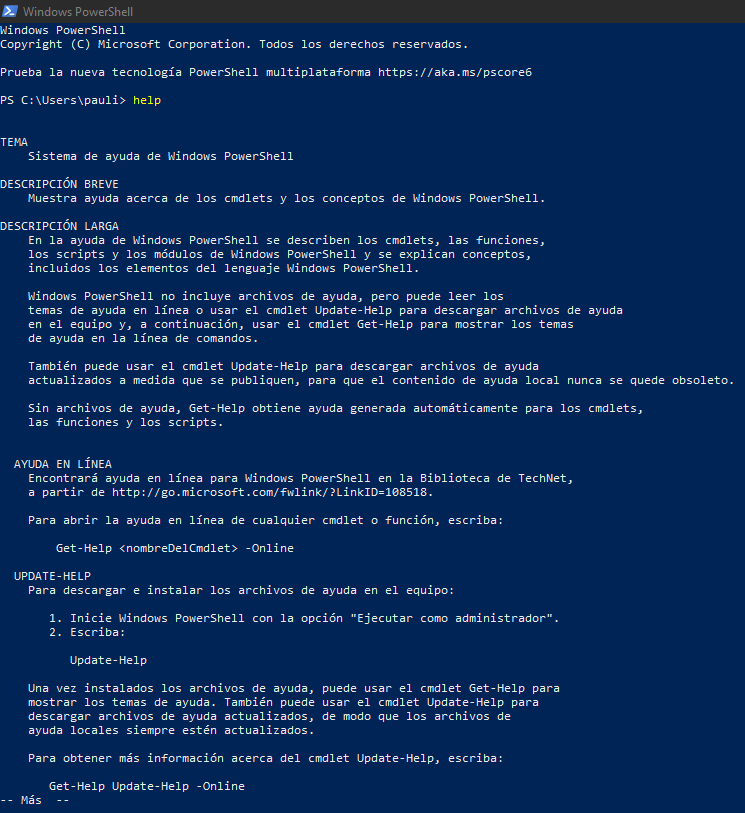 Windows PowerShell
Windows PowerShell
Copyright (C) Microsoft Corporation. Todos los derechos reservados.
Prueba la nueva tecnología PowerShell multiplataforma https://aka.ms/pscore6
PS C:\Users\pauli> help
TEMA
Sistema de ayuda de Windows PowerShell
DESCRIPCIÓN BREVE
Muestra ayuda acerca de los cmdlets y los conceptos de Windows PowerShell.
DESCRIPCIÓN LARGA
En la ayuda de Windows PowerShell se describen los cmdlets, las funciones,
los scripts y los módulos de Windows PowerShell y se explican conceptos,
incluidos los elementos del lenguaje Windows PowerShell.
Windows PowerShell no incluye archivos de ayuda, pero puede leer los
temas de ayuda en línea o usar el cmdlet Update-Help para descargar archivos de ayuda
en el equipo y, a continuación, usar el cmdlet Get-Help para mostrar los temas
de ayuda en la línea de comandos.
También puede usar el cmdlet Update-Help para descargar archivos de ayuda
actualizados a medida que se publiquen, para que el contenido de ayuda local nunca se quede obsoleto.
Sin archivos de ayuda, Get-Help obtiene ayuda generada automáticamente para los cmdlets,
las funciones y los scripts.
AYUDA EN LÍNEA
Encontrará ayuda en línea para Windows PowerShell en la Biblioteca de TechNet,
a partir de http://go.microsoft.com/fwlink/?LinkID=108518.
Para abrir la ayuda en línea de cualquier cmdlet o función, escriba:
Get-Help <nombreDelCmdlet> -Online
UPDATE-HELP
Para descargar e instalar los archivos de ayuda en el equipo:
1. Inicie Windows PowerShell con la opción "Ejecutar como administrador".
2. Escriba:
Update-Help
Una vez instalados los archivos de ayuda, puede usar el cmdlet Get-Help para
mostrar los temas de ayuda. También puede usar el cmdlet Update-Help para
descargar archivos de ayuda actualizados, de modo que los archivos de
ayuda locales siempre estén actualizados.
Para obtener más información acerca del cmdlet Update-Help, escriba:
Get-Help Update-Help -Online
-- Más  --